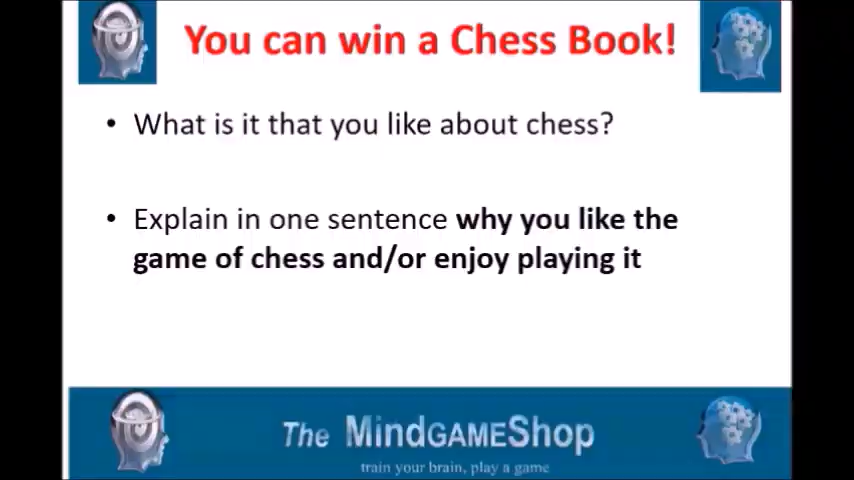 You can win a Chess Book!
• What is it that you like about chess?
• Explain in one sentence why you like the
game of chess and/or enjoy playing it
The MindGAMEShop
train your brain, play a game